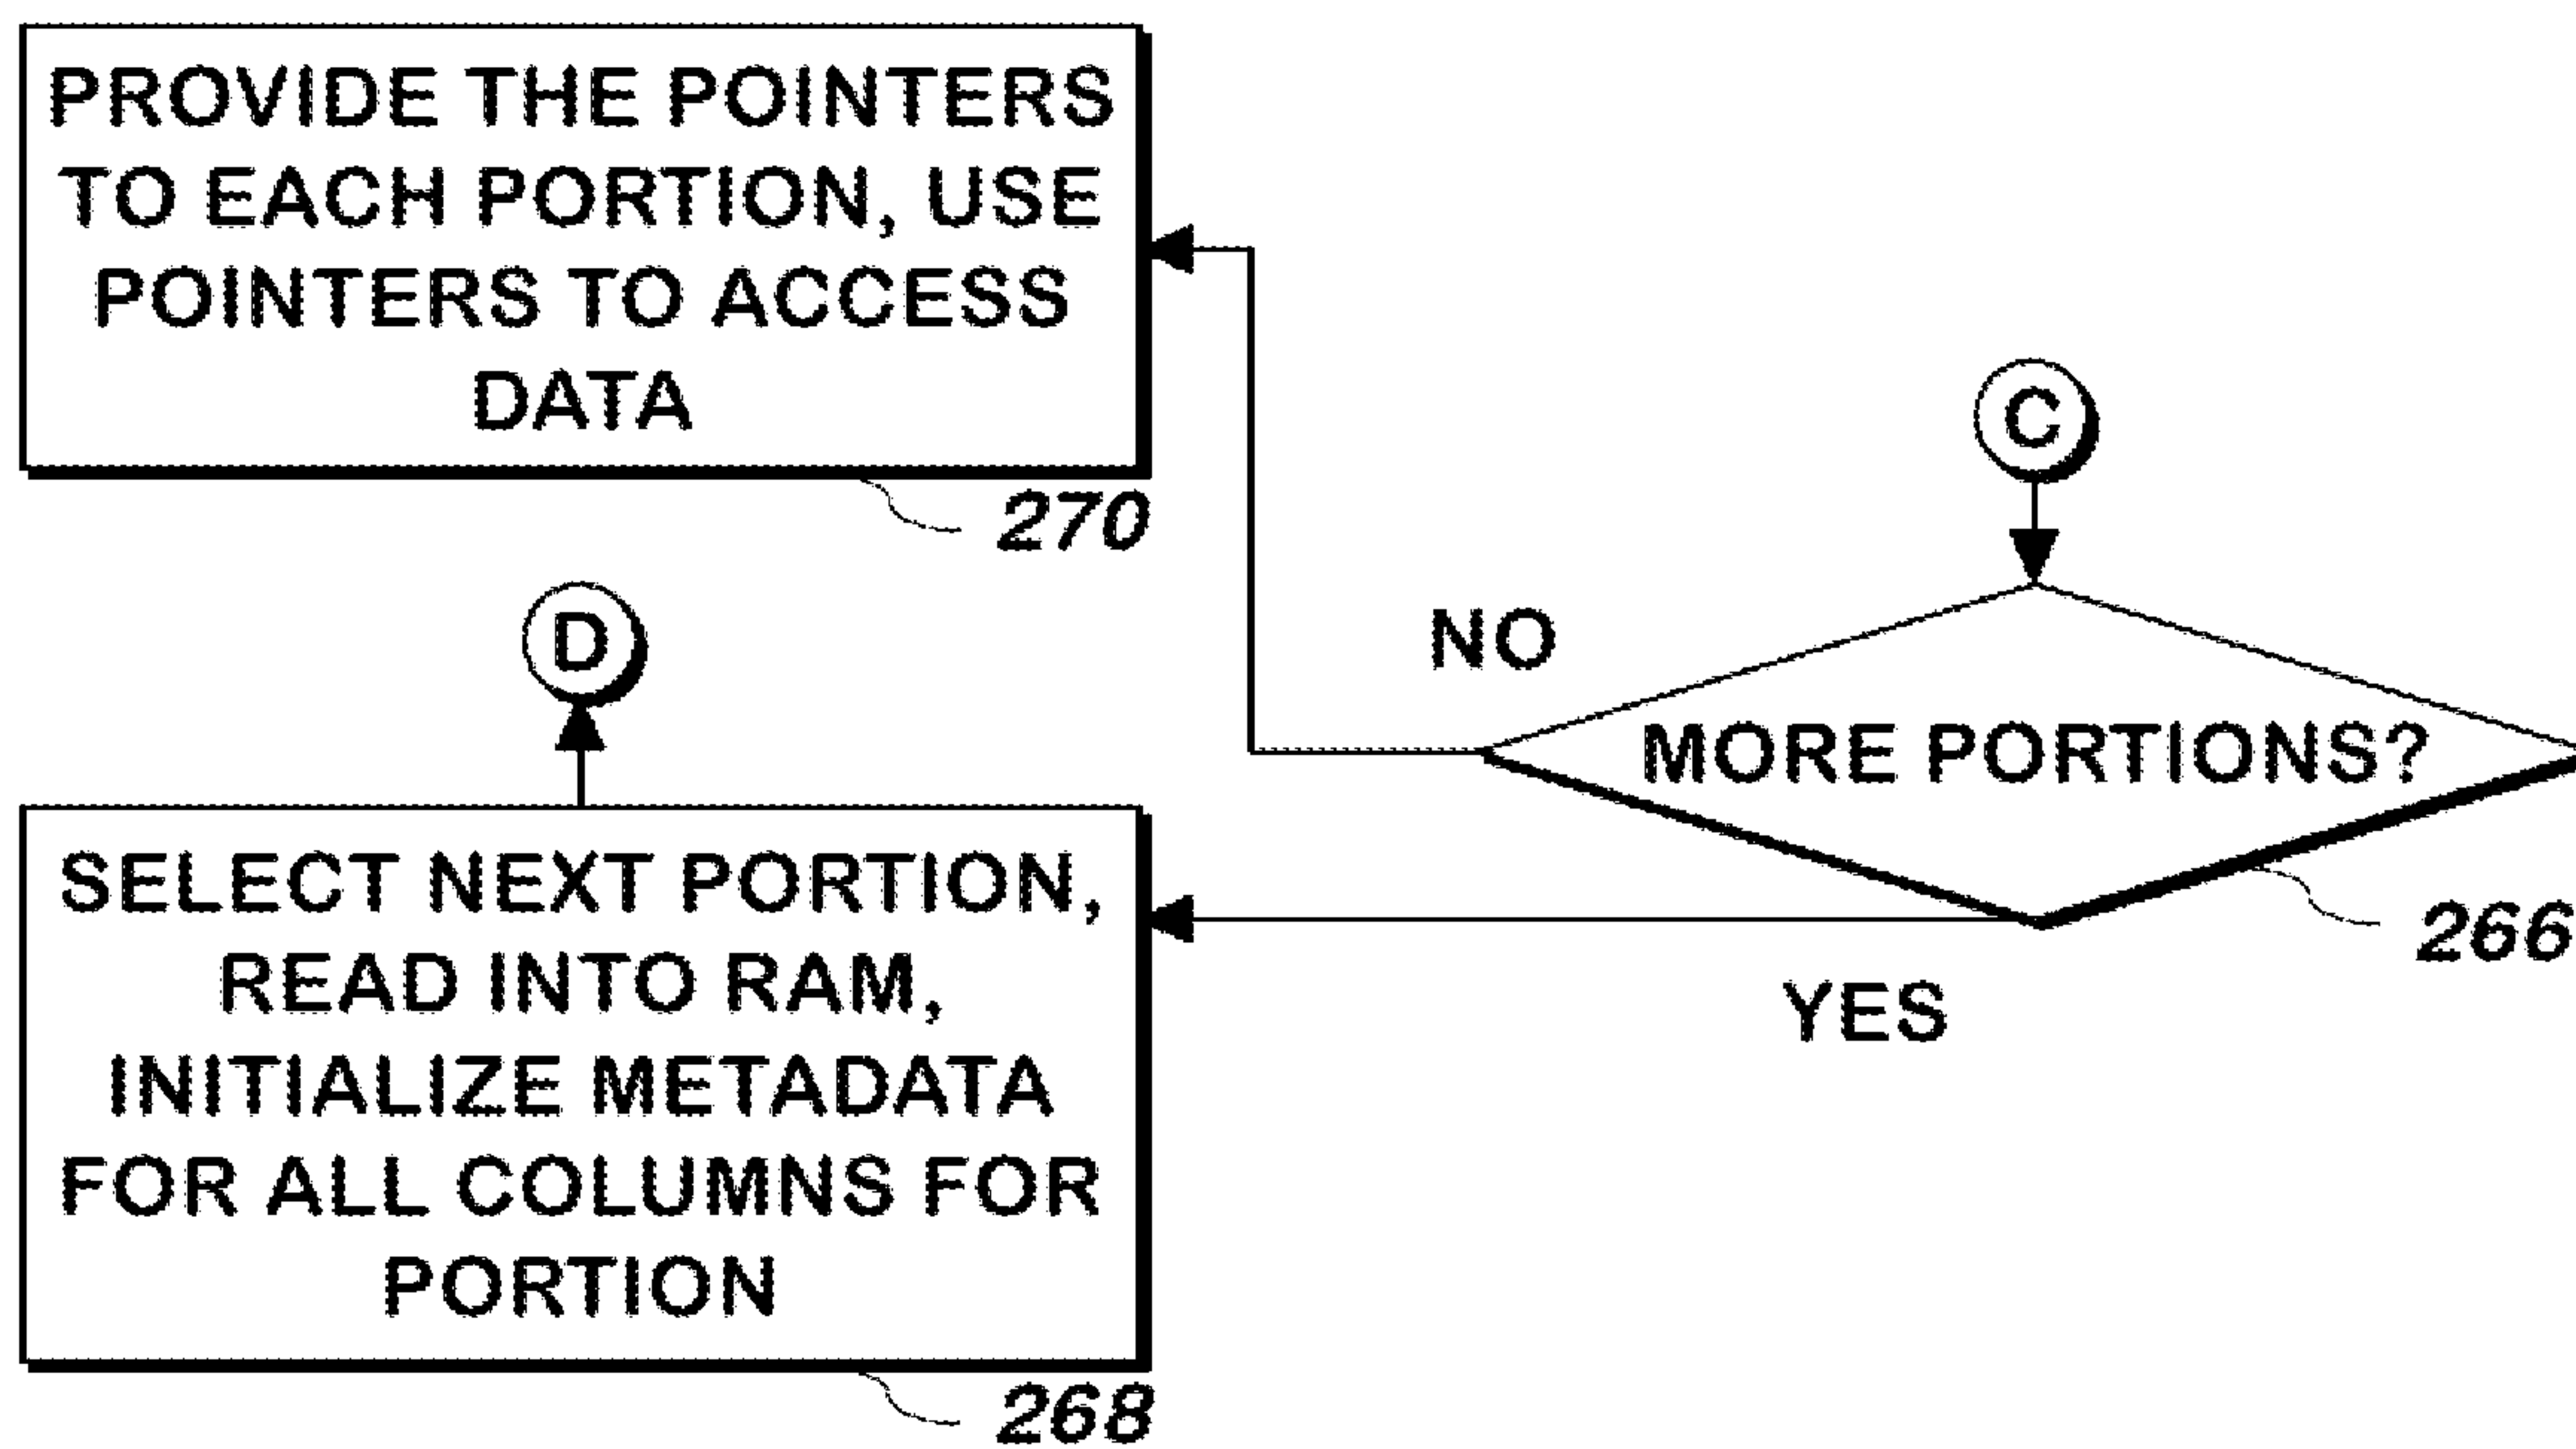 PROVIDE THE POINTERS
TO EACH PORTION, USE
POINTERS TO ACCESS
DATA
270
C
NO
D
MORE PORTIONS?
266
YES
SELECT NEXT PORTION,
READ INTO RAM,
INITIALIZE METADATA
FOR ALL COLUMNS FOR
PORTION
268